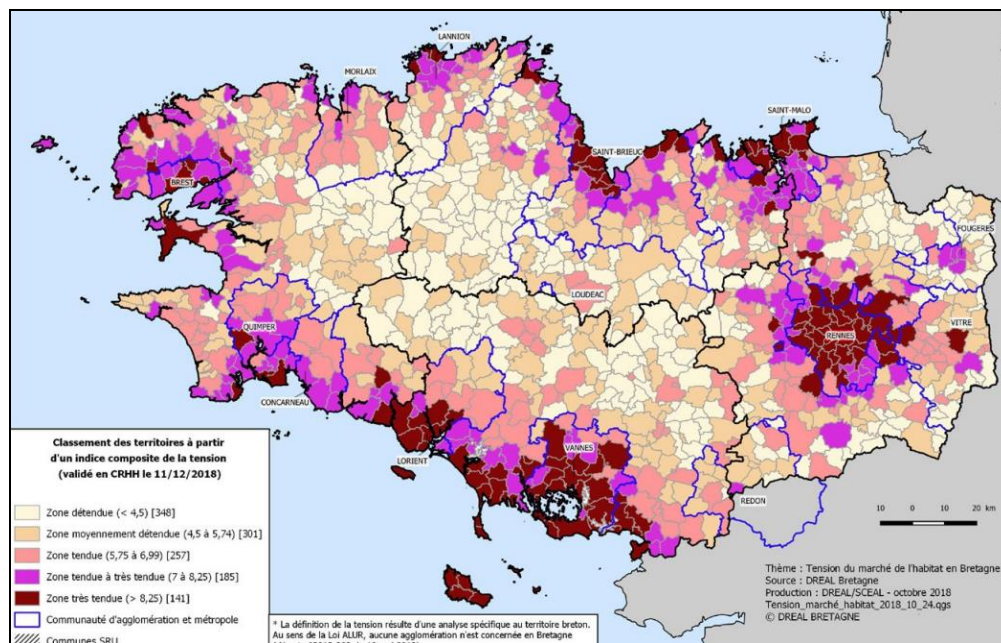 LANNION
MORLAIX
SAINT-MALO
SAINT-BRIEUC
BREST
FOUGERES
LOUDEAC
VITRE
RENNES
QUIMPER
CONCARNEAU
VANNES
LORIENT
REDON
Classement des territoires à partir
d'un indice composite de la tension
(validé en CRHH le 11/12/2018)
Zone détendue (< 4,5) [348]
Zone moyennement détendue (4,5 à 5,74) [301]
Zone tendue (5,75 à 6,99) [257]
Zone tendue à très tendue (7 à 8,25) [185]
Zone très tendue (> 8,25) [141]
Communauté d'agglomération et métropole
Communes SRU
* La définition de la tension résulte d'une analyse spécifique au territoire breton.
Au sens de la Loi ALUR, aucune agglomération n'est concernée en Bretagne
10 0 10 20 km
Thème : Tension du marché de l'habitat en Bretagne
Source : DREAL Bretagne
Production : DREAL/SCEAL - octobre 2018
Tension_marché_habitat_2018_10_24.qgs
© DREAL BRETAGNE